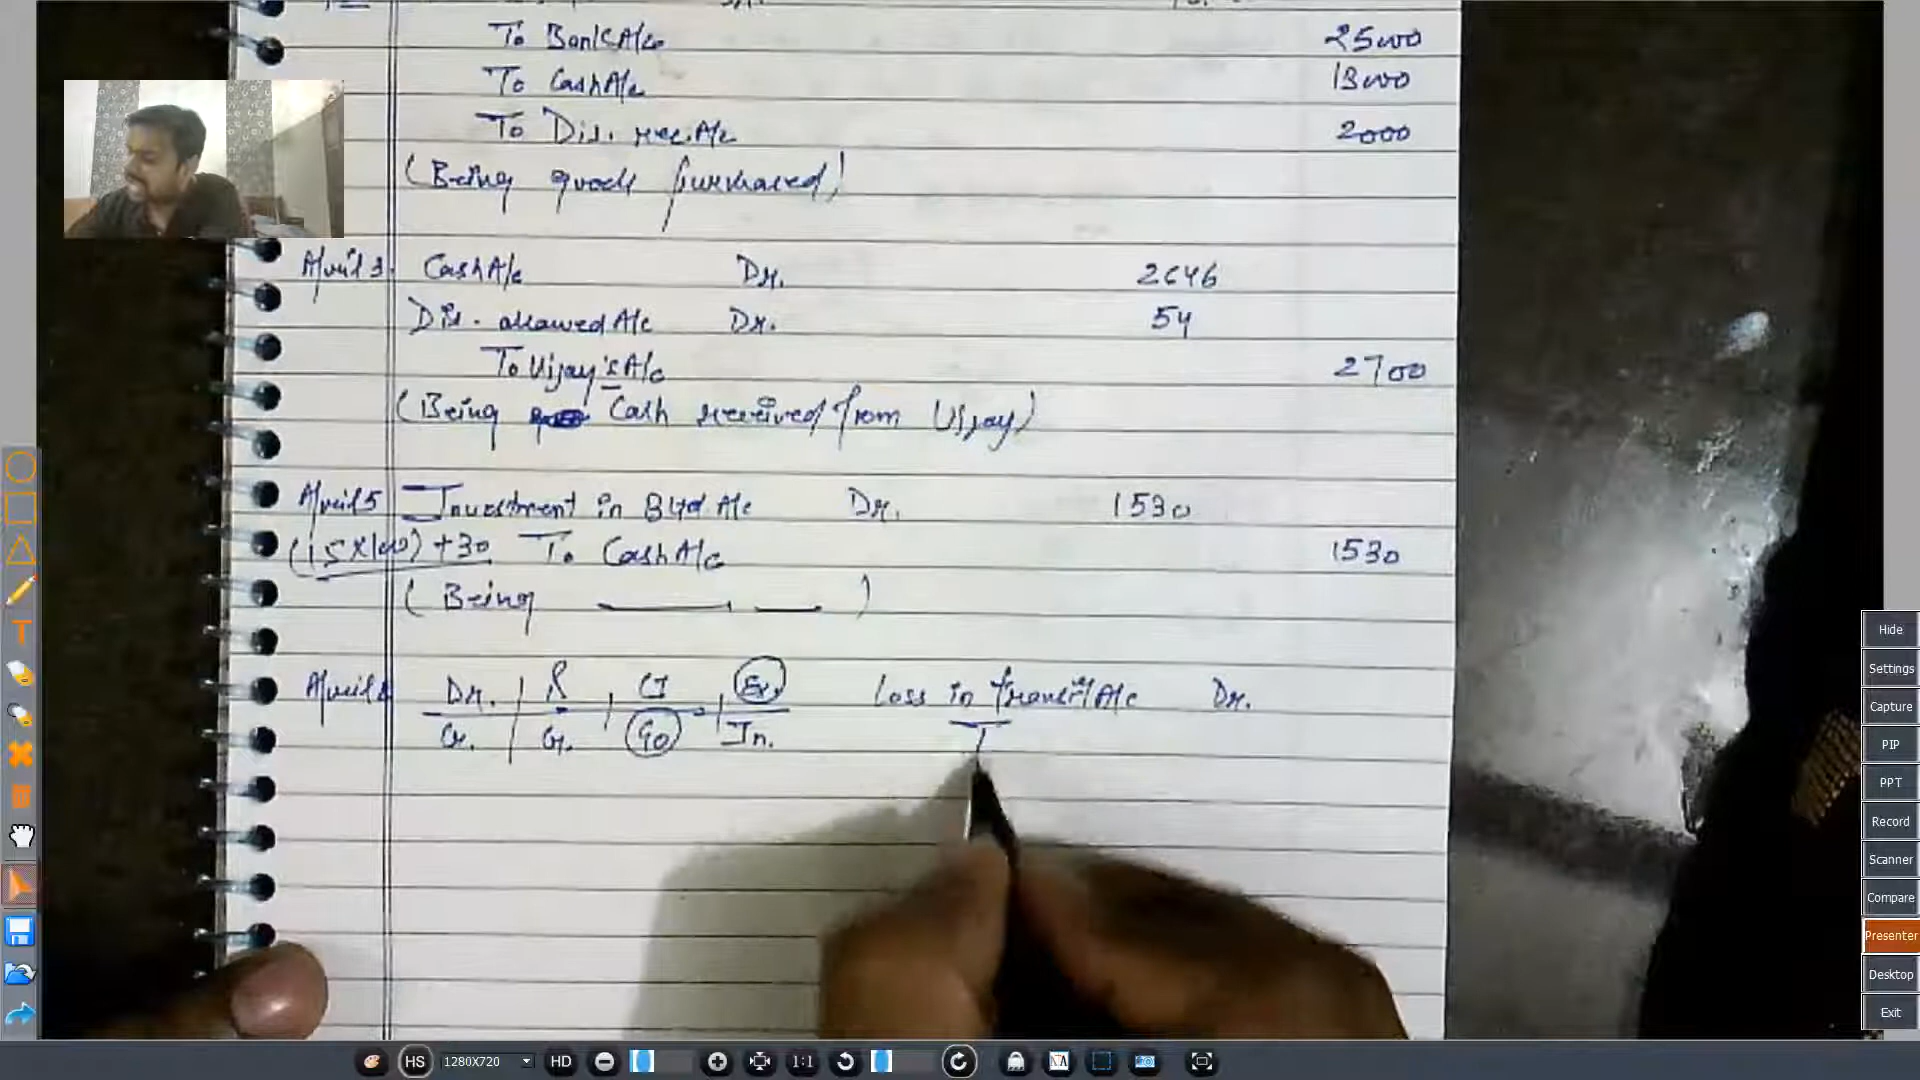 To Bank A/c 25000
To Cash A/c 13000
To Dis. rec. A/c 2000
(Being goods purchased)
April 3 Cash A/c Dr. 2646
Dis. allowed A/c Dr. 54
To Vijay's A/c 2700
(Being Cash received from Vijay)
April 5 Investment in B Ltd A/c Dr. 1530
(15x100)+30 To Cash A/c 1530
(Being )
April Dr. Ex. Loss in transit A/c Dr.
Cr. Go In.
T
T
Hide
Settings
Capture
PIP
PPT
Record
Scanner
Compare
Presenter
Desktop
Exit
HS 1280X720 HD 1:1